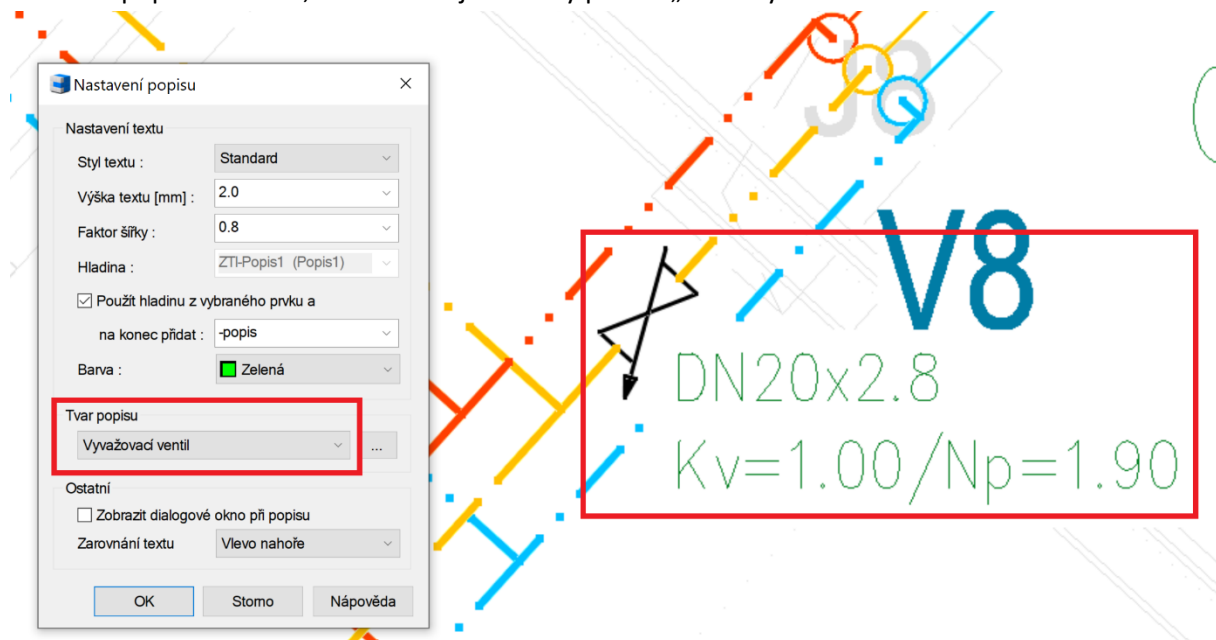 Nastavení popisu
Nastavení textu
Styl textu : Standard
Výška textu [mm] : 2.0
Faktor šířky : 0.8
Hladina : ZTI-Popis1 (Popis1)
Použít hladinu z vybraného prvku a
na konec přidat : -popis
Barva : Zelená
Tvar popisu
Vyvažovací ventil ...
Ostatní
Zobrazit dialogové okno při popisu
Zarovnání textu Vlevo nahoře
OK Storno Nápověda
J8
V8
DN20x2.8
Kv=1.00/Np=1.90